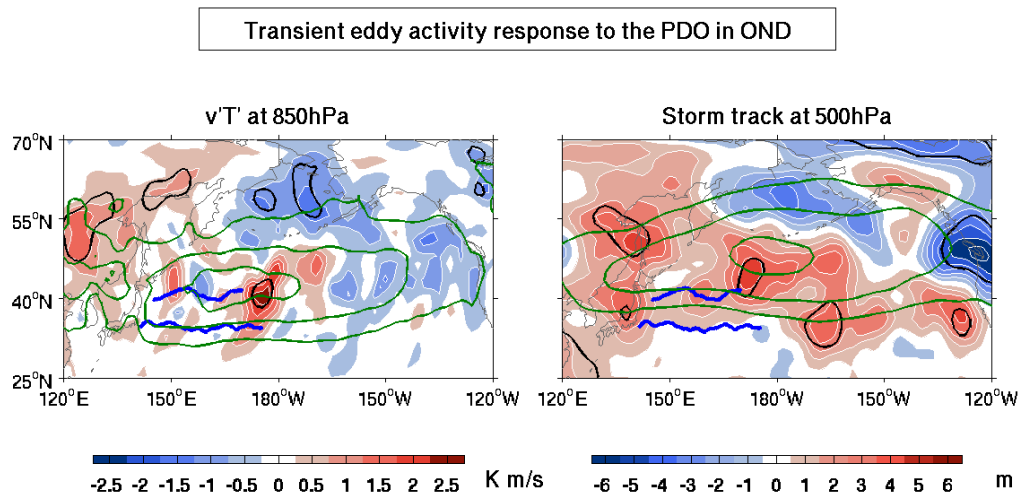 Transient eddy activity response to the PDO in OND
v'T' at 850hPa
70°N
55°N
40°N
25°N
120°E 150°E 180°W 150°W 120°W
-2.5 -2 -1.5 -1 -0.5 0 0.5 1 1.5 2 2.5
K m/s
Storm track at 500hPa
70°N
55°N
40°N
25°N
120°E 150°E 180°W 150°W 120°W
-6 -5 -4 -3 -2 -1 0 1 2 3 4 5 6
m